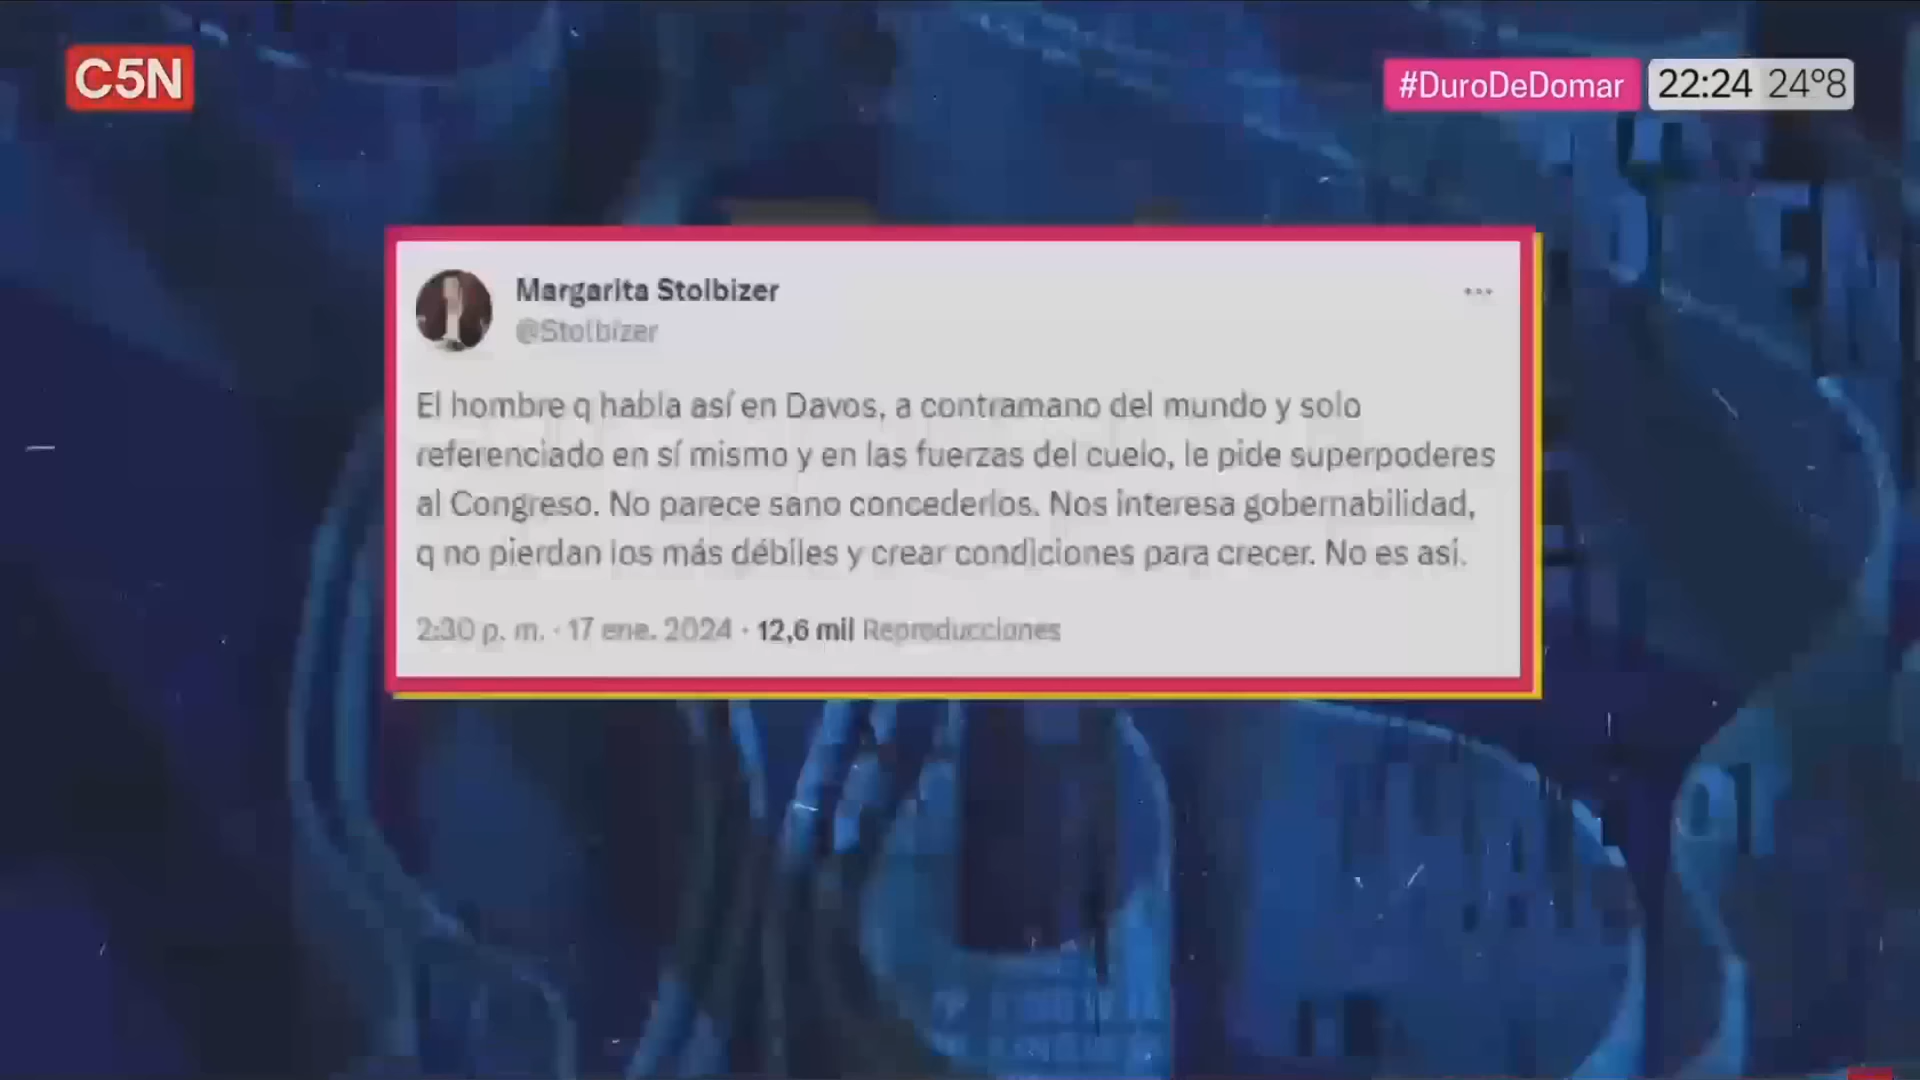 C5N
#DuroDeDomar
22:24 24°8
Margarita Stolbizer
@Stolbizer
El hombre q habla así en Davos, a contramano del mundo y solo
referenciado en sí mismo y en las fuerzas del cuelo, le pide superpoderes
al Congreso. No parece sano concederlos. Nos interesa gobernabilidad,
q no pierdan los más débiles y crear condiciones para crecer. No es así.
2:30 p. m. · 17 ene. 2024 · 12,6 mil Reproducciones